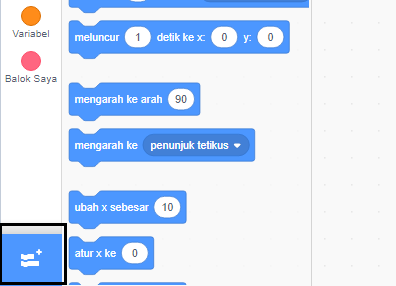 meluncur 1 detik ke x: 0 y: 0
Variabel
Balok Saya
mengarah ke arah 90
mengarah ke penunjuk tetikus
ubah x sebesar 10
atur x ke 0